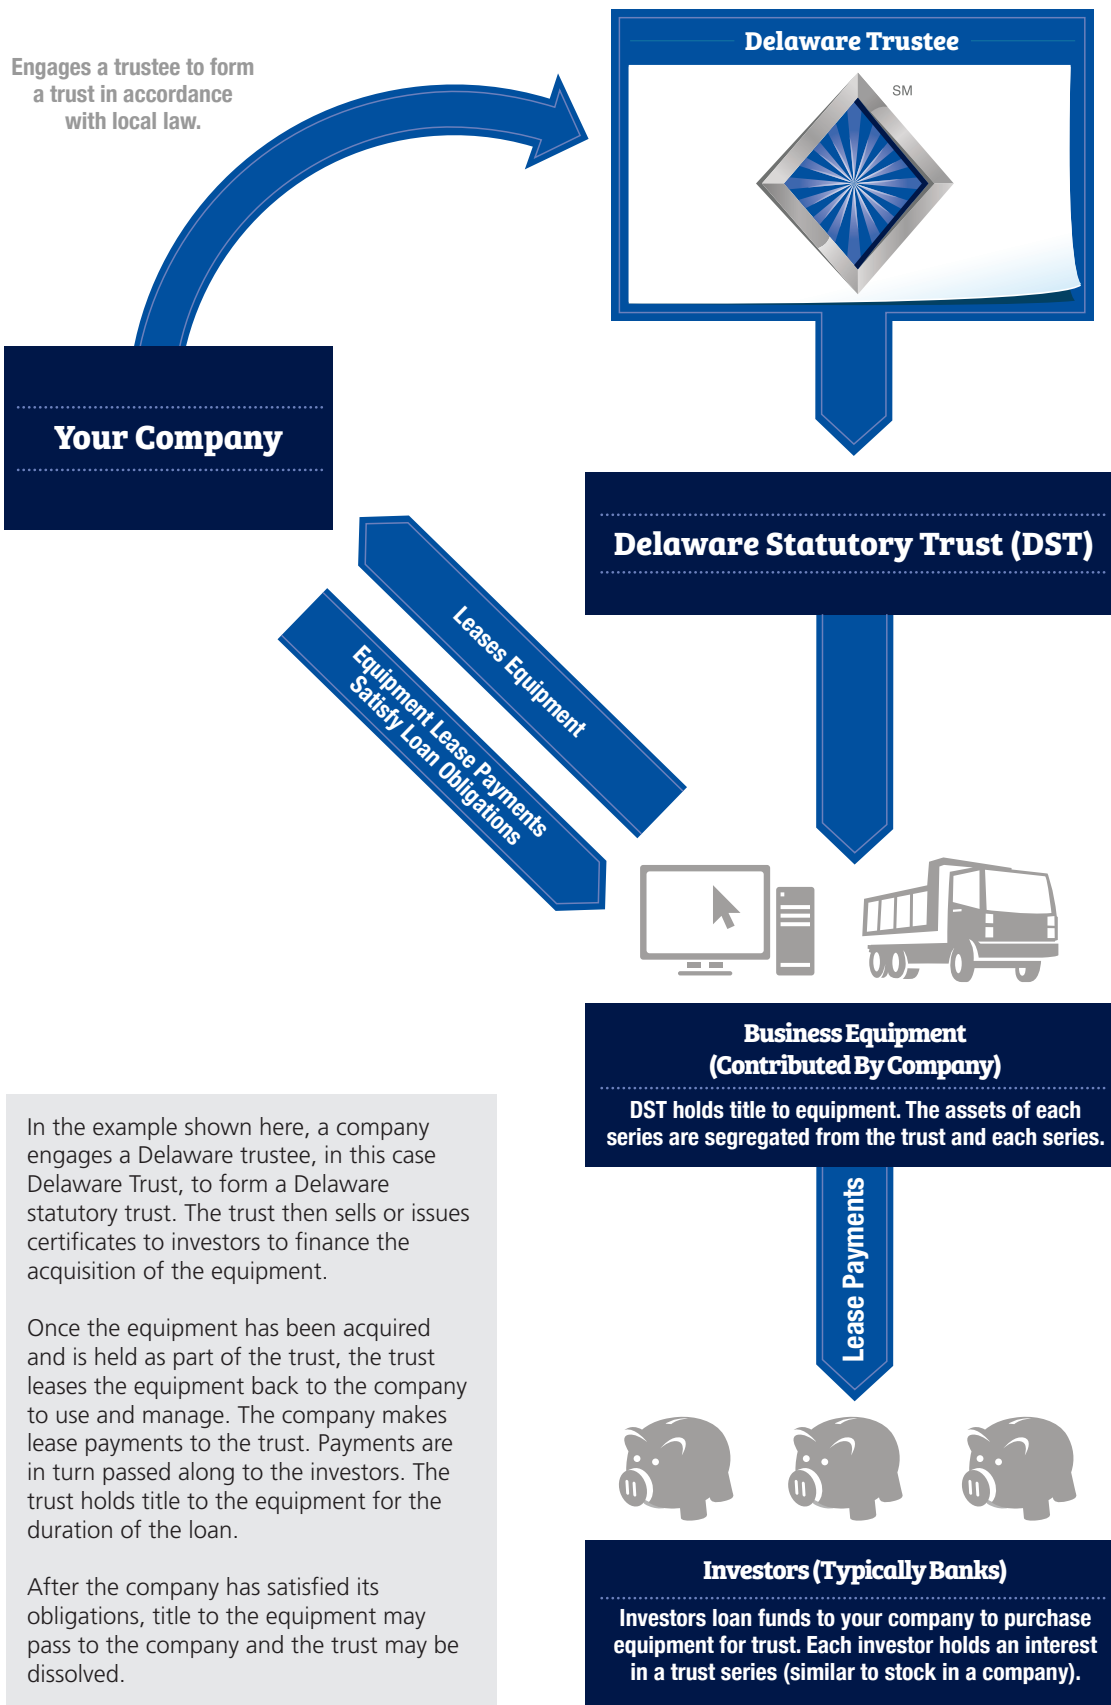 Engages a trustee to form
a trust in accordance
with local law.
Delaware Trustee
SM
Your Company
Delaware Statutory Trust (DST)
Leases Equipment
Equipment Lease Payments
Satisfy Loan Obligations
Business Equipment
(Contributed By Company)
DST holds title to equipment. The assets of each
series are segregated from the trust and each series.
Lease Payments
In the example shown here, a company
engages a Delaware trustee, in this case
Delaware Trust, to form a Delaware
statutory trust. The trust then sells or issues
certificates to investors to finance the
acquisition of the equipment.
Once the equipment has been acquired
and is held as part of the trust, the trust
leases the equipment back to the company
to use and manage. The company makes
lease payments to the trust. Payments are
in turn passed along to the investors. The
trust holds title to the equipment for the
duration of the loan.
After the company has satisfied its
obligations, title to the equipment may
pass to the company and the trust may be
dissolved.
Investors (Typically Banks)
Investors loan funds to your company to purchase
equipment for trust. Each investor holds an interest
in a trust series (similar to stock in a company).